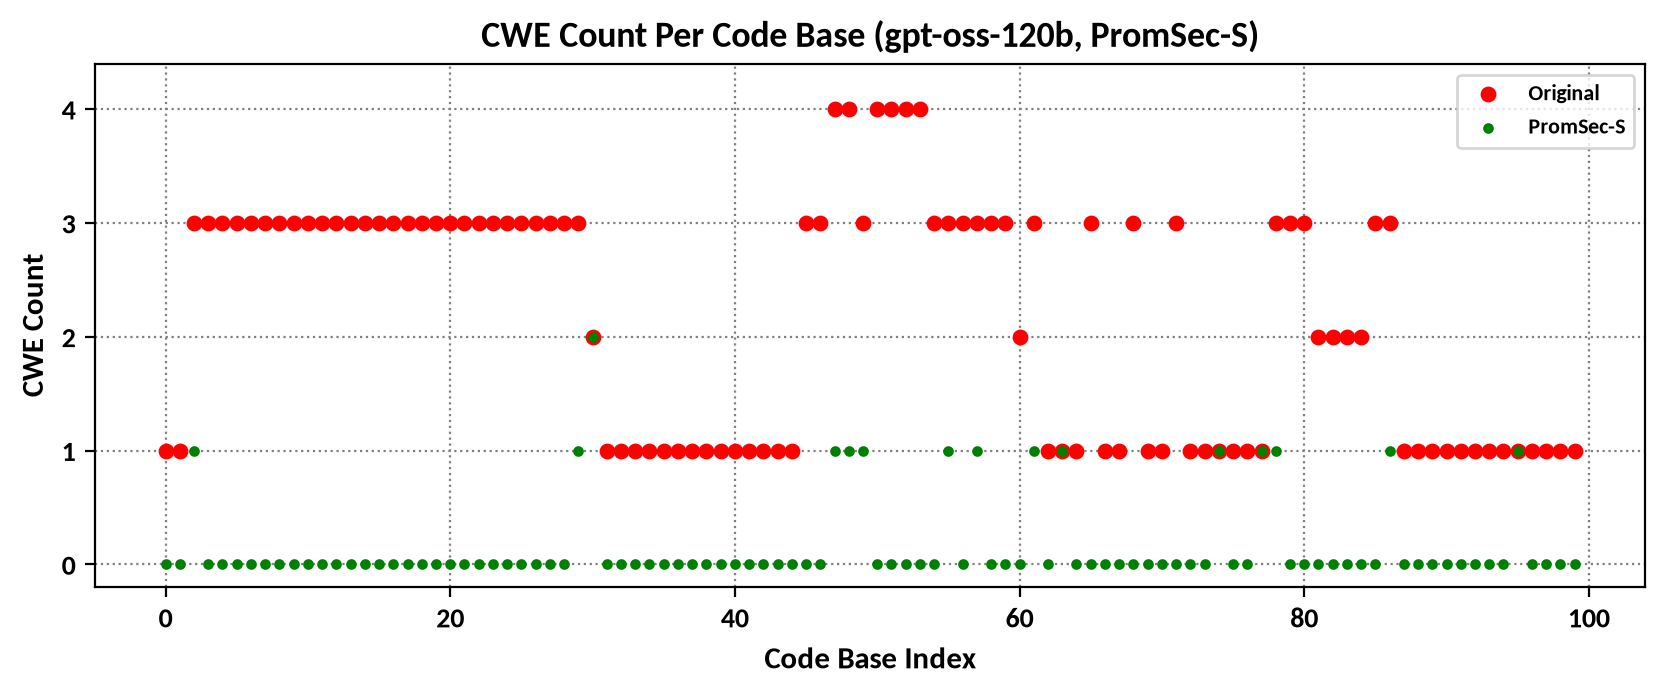 CWE Count Per Code Base (gpt-oss-120b, PromSec-S)
Original
PromSec-S
CWE Count
4
3
2
1
0
0 20 40 60 80 100
Code Base Index